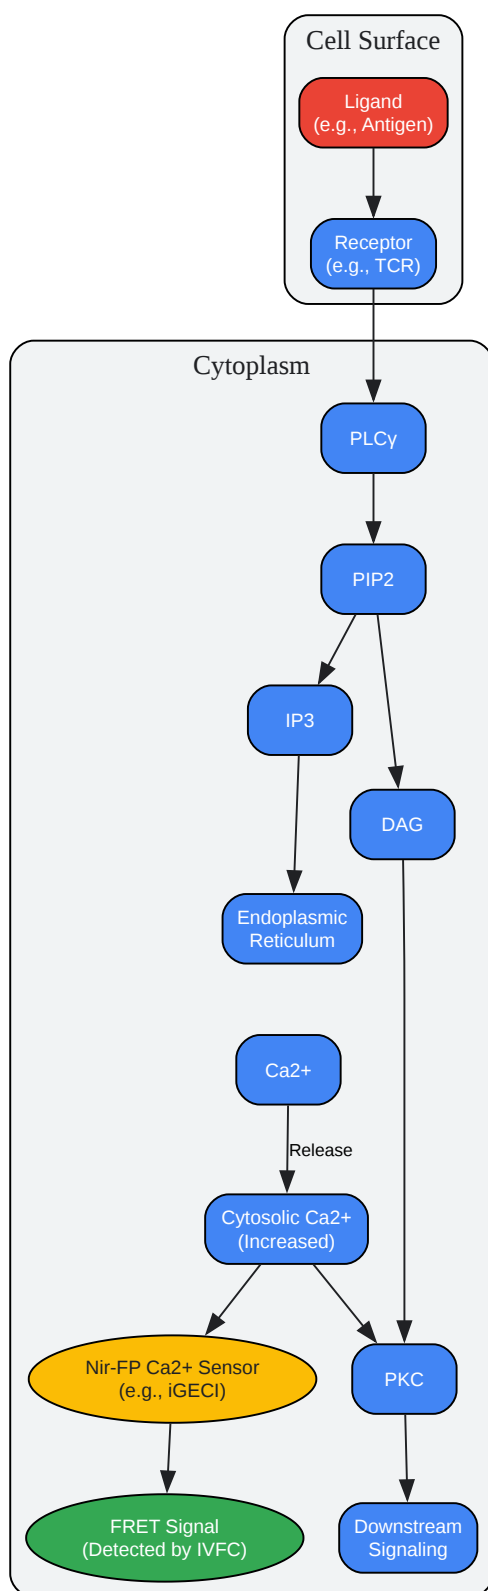 Cell Surface
Ligand
(e.g., Antigen)
Receptor
(e.g., TCR)
Cytoplasm
PLCγ
PIP2
IP3
DAG
Endoplasmic
Reticulum
Ca2+
Release
Cytosolic Ca2+
(Increased)
Nir-FP Ca2+ Sensor
(e.g., iGECI)
PKC
FRET Signal
(Detected by IVFC)
Downstream
Signaling